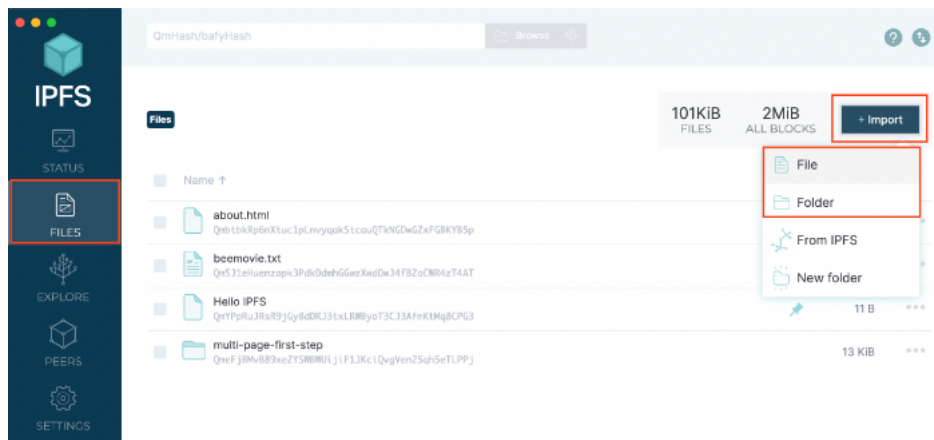 QmHash/bafyHash
Browse
IPFS
STATUS
FILES
EXPLORE
PEERS
SETTINGS
Files
101KiB
FILES
2MiB
ALL BLOCKS
+ Import
File
Folder
From IPFS
New folder
Name ↑
about.html
beemovie.txt
Hello IPFS
11 B
multi-page-first-step
13 KiB